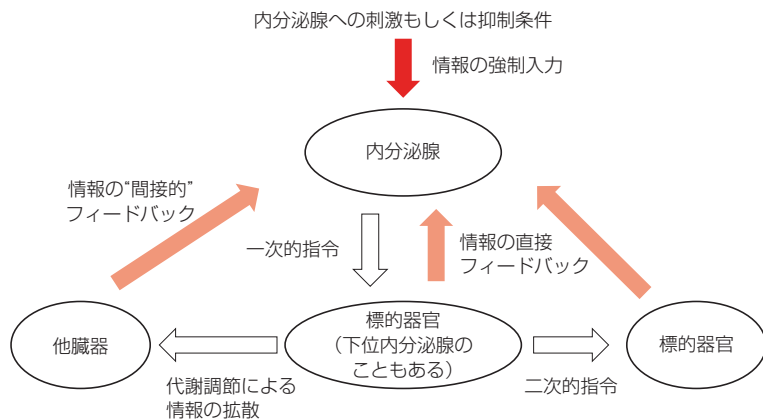 内分泌腺への刺激もしくは抑制条件
情報の強制入力
内分泌腺
情報の“間接的”
フィードバック
一次的指令
情報の直接
フィードバック
他臓器
標的器官
（下位内分泌腺の
こともある）
標的器官
代謝調節による
情報の拡散
二次的指令